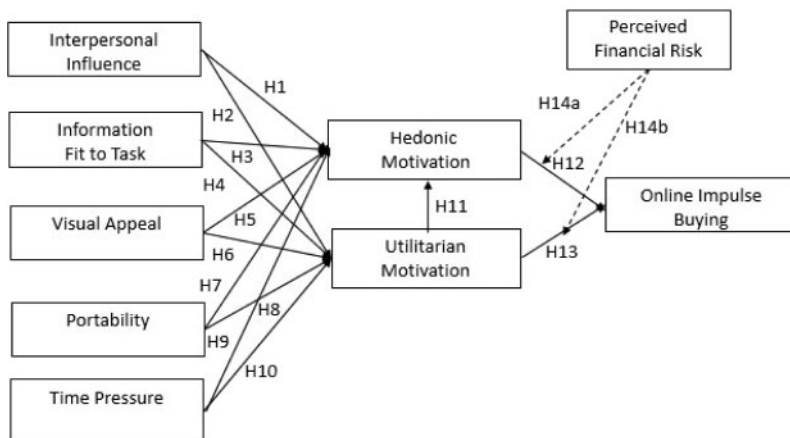 Interpersonal
Influence
Perceived
Financial Risk
H1
H2
H14a
H14b
Information
Fit to Task
H3
Hedonic
Motivation
H12
H4
Visual Appeal
H5
H6
H11
Online Impulse
Buying
Utilitarian
Motivation
H13
H7
H8
Portability
H9
H10
Time Pressure